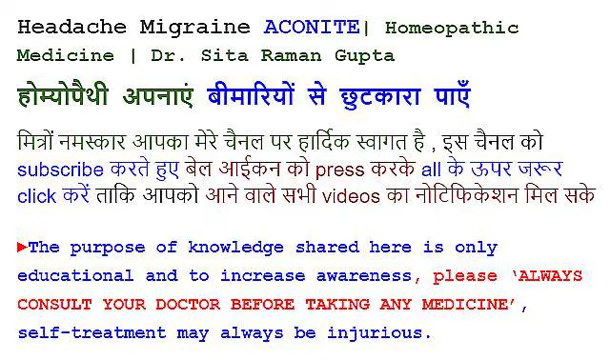 Headache Migraine ACONITE| Homeopathic
Medicine | Dr. Sita Raman Gupta
होम्योपैथी अपनाएं बीमारियों से छुटकारा पाएँ
मित्रों नमस्कार आपका मेरे चैनल पर हार्दिक स्वागत है , इस चैनल को
subscribe करते हुए बेल आईकन को press करके all के ऊपर जरूर
click करें ताकि आपको आने वाले सभी videos का नोटिफिकेशन मिल सके
►The purpose of knowledge shared here is only
educational and to increase awareness, please ‘ALWAYS
CONSULT YOUR DOCTOR BEFORE TAKING ANY MEDICINE’,
self-treatment may always be injurious.